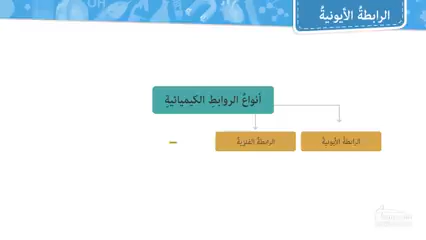 الرابطةُ الأيونيةُ
أنواعُ الروابطِ الكيميائيةِ
الرابطةُ الأيونيةُ
الرابطةُ الفلزيةُ